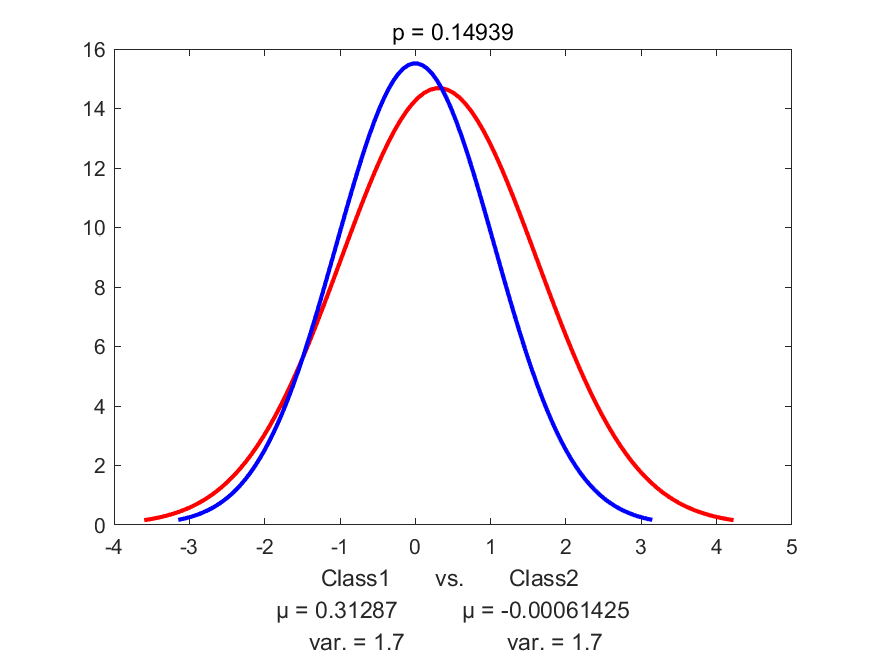 p = 0.14939
16
14
12
10
8
6
4
2
0
-4 -3 -2 -1 0 1 2 3 4 5
Class1 vs. Class2
μ = 0.31287 μ = -0.00061425
var. = 1.7 var. = 1.7